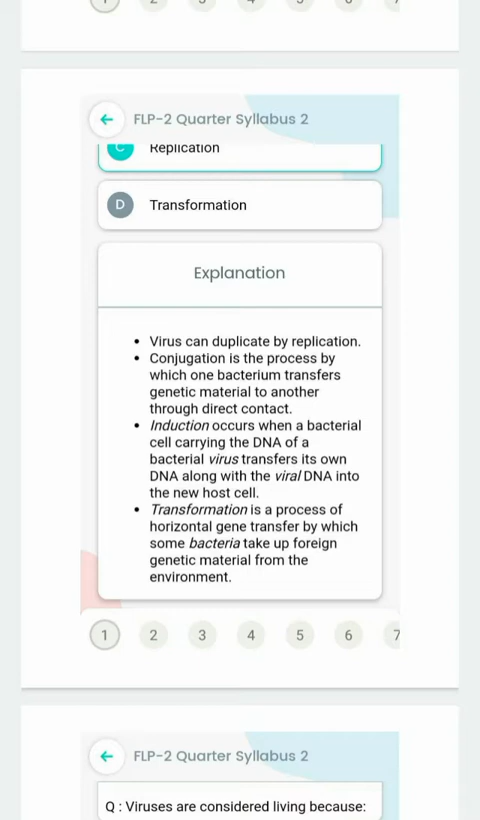 FLP-2 Quarter Syllabus 2
C Replication
D Transformation
Explanation
• Virus can duplicate by replication.
• Conjugation is the process by
which one bacterium transfers
genetic material to another
through direct contact.
• Induction occurs when a bacterial
cell carrying the DNA of a
bacterial virus transfers its own
DNA along with the viral DNA into
the new host cell.
• Transformation is a process of
horizontal gene transfer by which
some bacteria take up foreign
genetic material from the
environment.
1 2 3 4 5 6 7
FLP-2 Quarter Syllabus 2
Q : Viruses are considered living because: